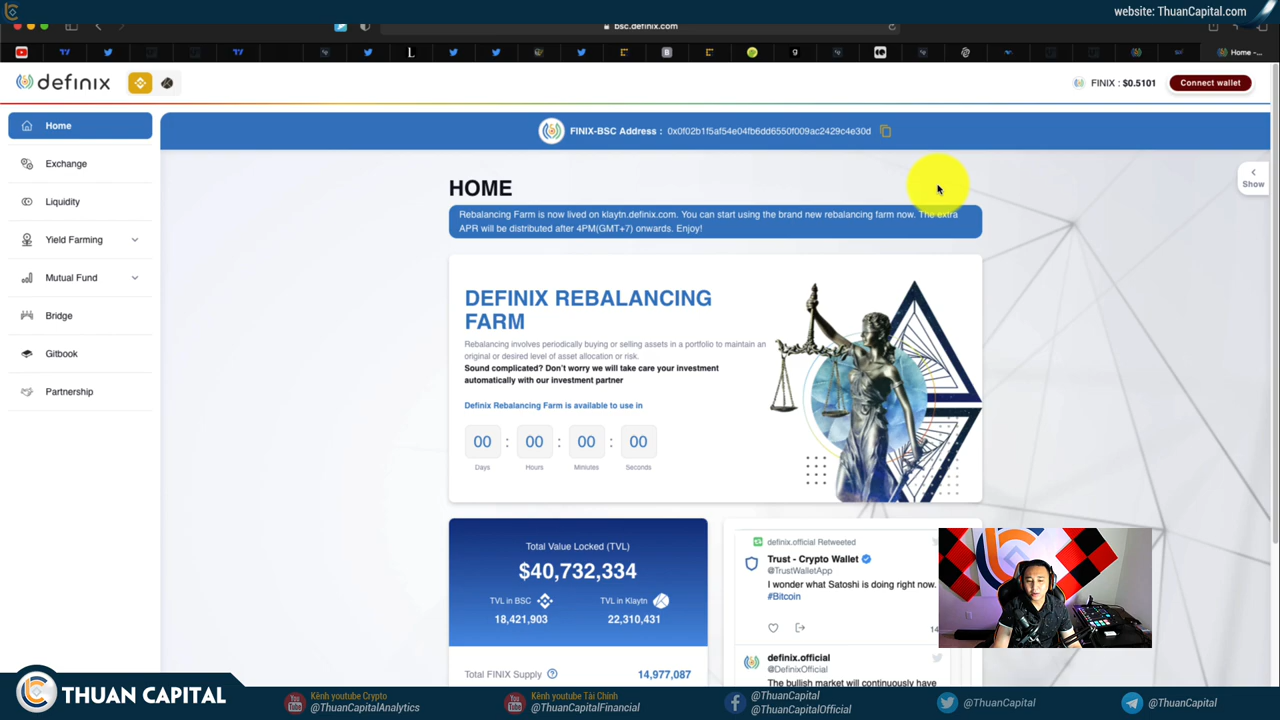 website: ThuanCapital.com
bsc.definix.com
Home -...
definix
FINIX : $0.5101
Connect wallet
Home
Exchange
Liquidity
Yield Farming
Mutual Fund
Bridge
Gitbook
Partnership
FINIX-BSC Address : 0x0f02b1f5af54e04fb6dd6550f009ac2429c4e30d
Show
HOME
Rebalancing Farm is now lived on klaytn.definix.com. You can start using the brand new rebalancing farm now. The extra
APR will be distributed after 4PM(GMT+7) onwards. Enjoy!
DEFINIX REBALANCING
FARM
Rebalancing involves periodically buying or selling assets in a portfolio to maintain an
original or desired level of asset allocation or risk.
Sound complicated? Don't worry we will take care your investment
automatically with our investment partner
Definix Rebalancing Farm is available to use in
00 : 00 : 00 : 00
Days Hours Miniutes Seconds
Total Value Locked (TVL)
$40,732,334
TVL in BSC
TVL in Klaytn
18,421,903
22,310,431
Total FINIX Supply
14,977,087
definix.official Retweeted
Trust - Crypto Wallet
@TrustWalletApp
I wonder what Satoshi is doing right now.
#Bitcoin
definix.official
@DefinixOfficial
The bullish market will continuously have
THUAN CAPITAL
Kênh youtube Crypto
@ThuanCapitalAnalytics
Kênh youtube Tài Chính
@ThuanCapitalFinancial
@ThuanCapital
@ThuanCapitalOfficial
@ThuanCapital
@ThuanCapital